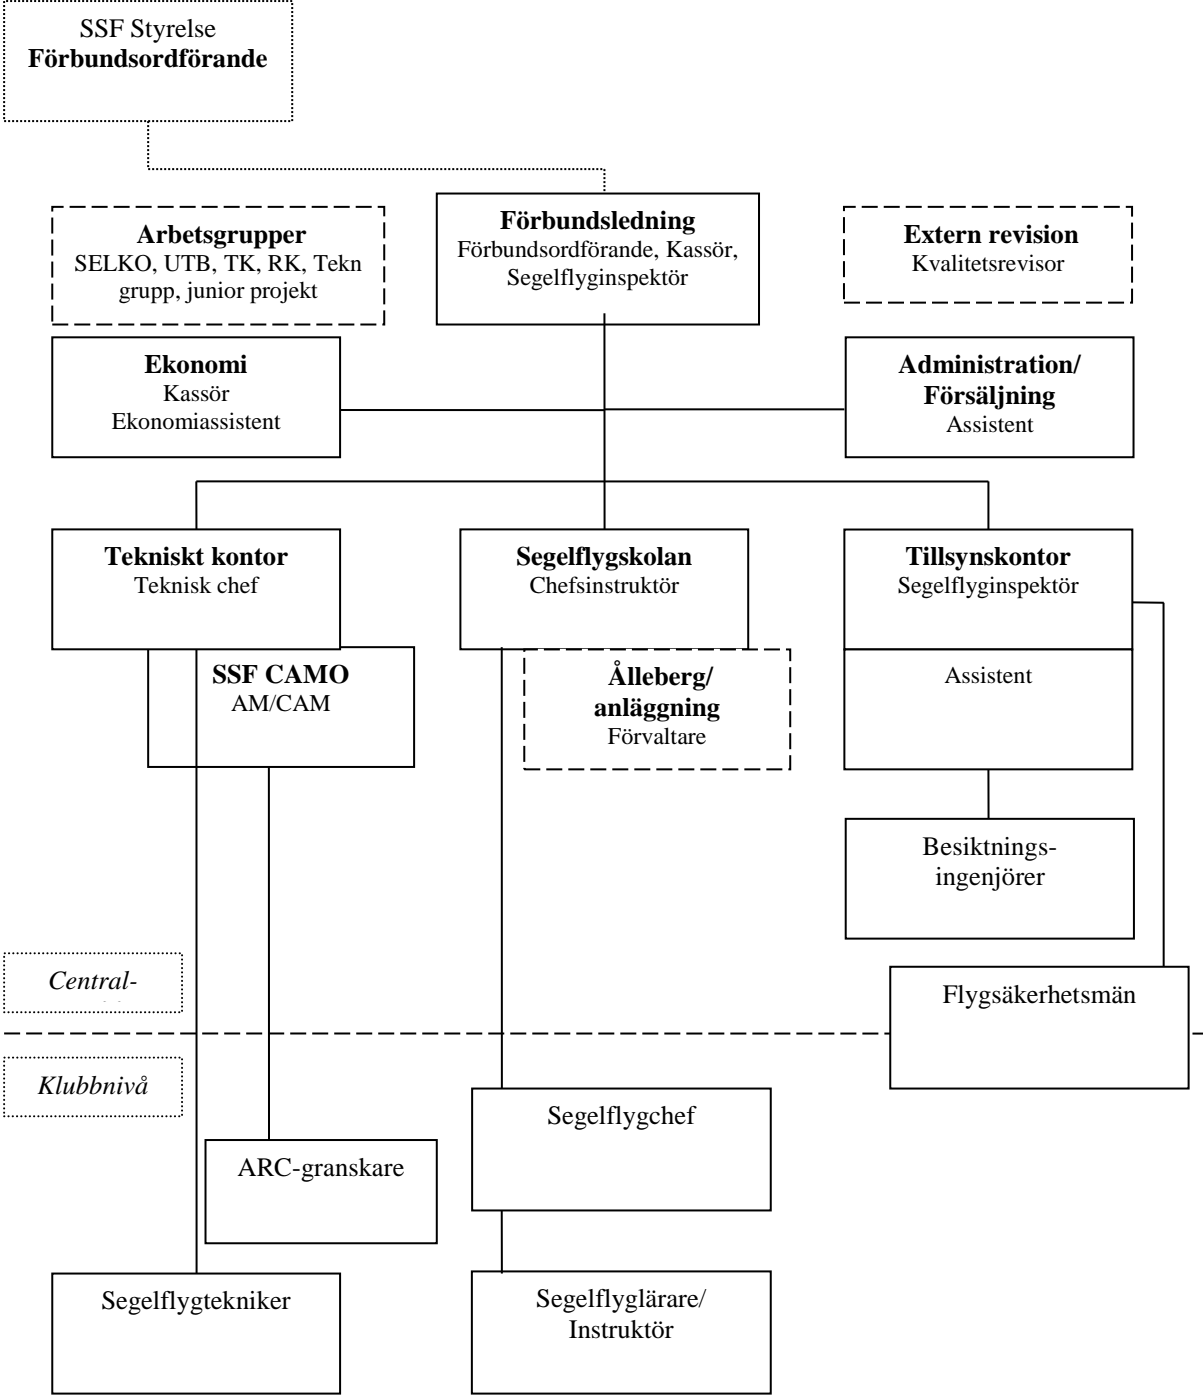 SSF Styrelse
Förbundsordförande
Arbetsgrupper
SELKO, UTB, TK, RK, Tekn
grupp, junior projekt
Förbundsledning
Förbundsordförande, Kassör,
Segelflyginspektör
Extern revision
Kvalitetsrevisor
Ekonomi
Kassör
Ekonomiassistent
Administration/
Försäljning
Assistent
Tekniskt kontor
Teknisk chef
Segelflygskolan
Chefsinstruktör
Tillsynskontor
Segelflyginspektör
SSF CAMO
AM/CAM
Ålleberg/
anläggning
Förvaltare
Assistent
Besiktnings-
ingenjörer
Central-
Flygsäkerhetsmän
Klubbnivå
Segelflygchef
ARC-granskare
Segelflygtekniker
Segelflyglärare/
Instruktör